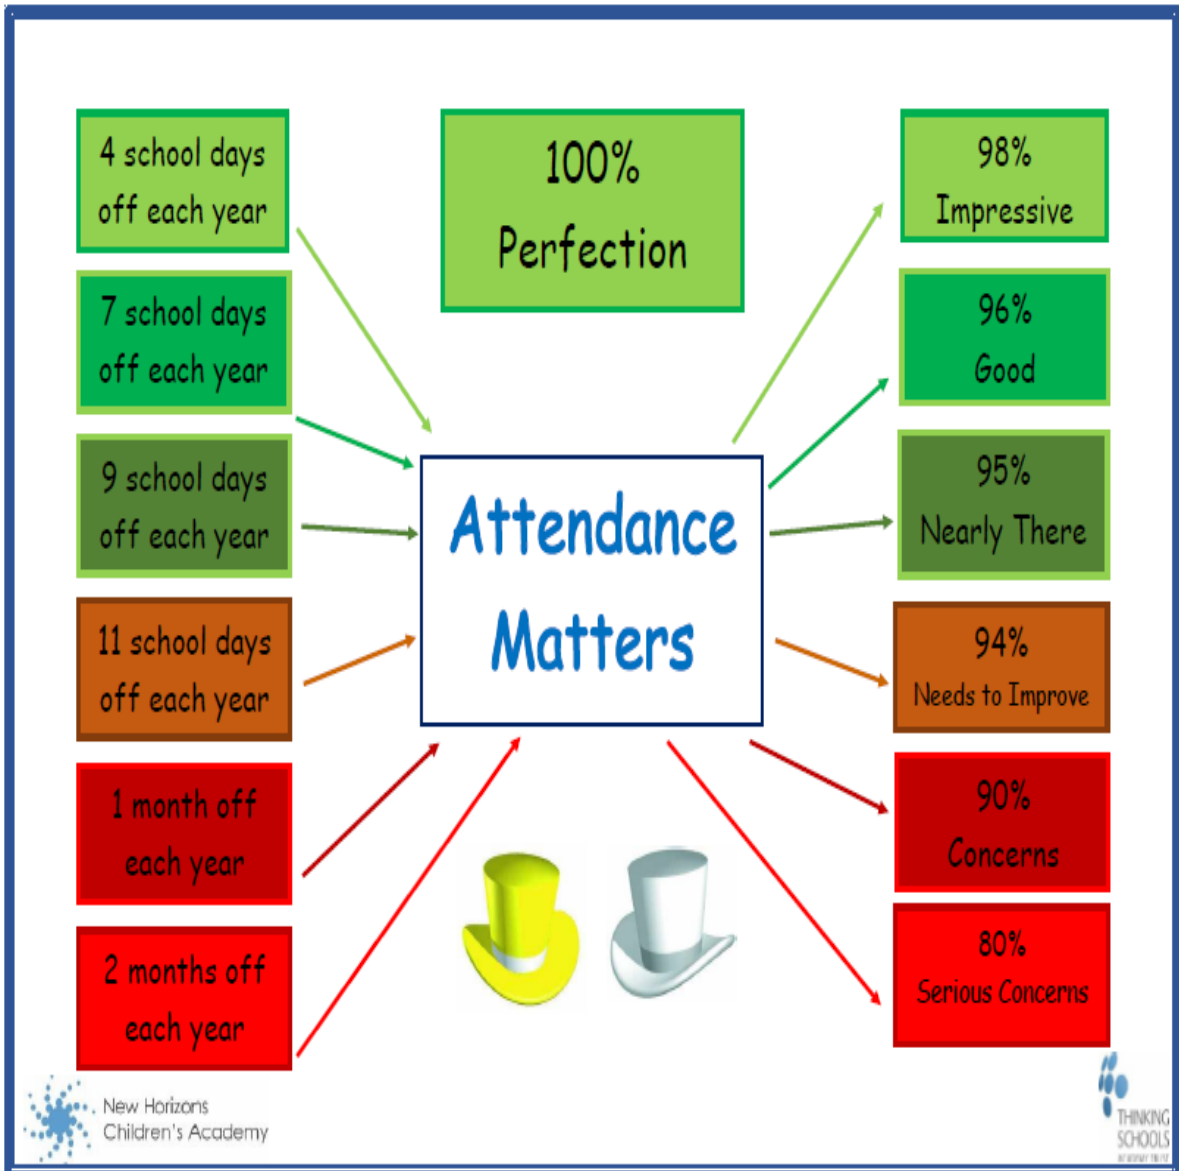 4 school days
off each year
7 school days
off each year
9 school days
off each year
11 school days
off each year
1 month off
each year
2 months off
each year
100%
Perfection
Attendance
Matters
98%
Impressive
96%
Good
95%
Nearly There
94%
Needs to Improve
90%
Concerns
80%
Serious Concerns
New Horizons
Children's Academy
THINKING
SCHOOLS
ACADEMY TRUST